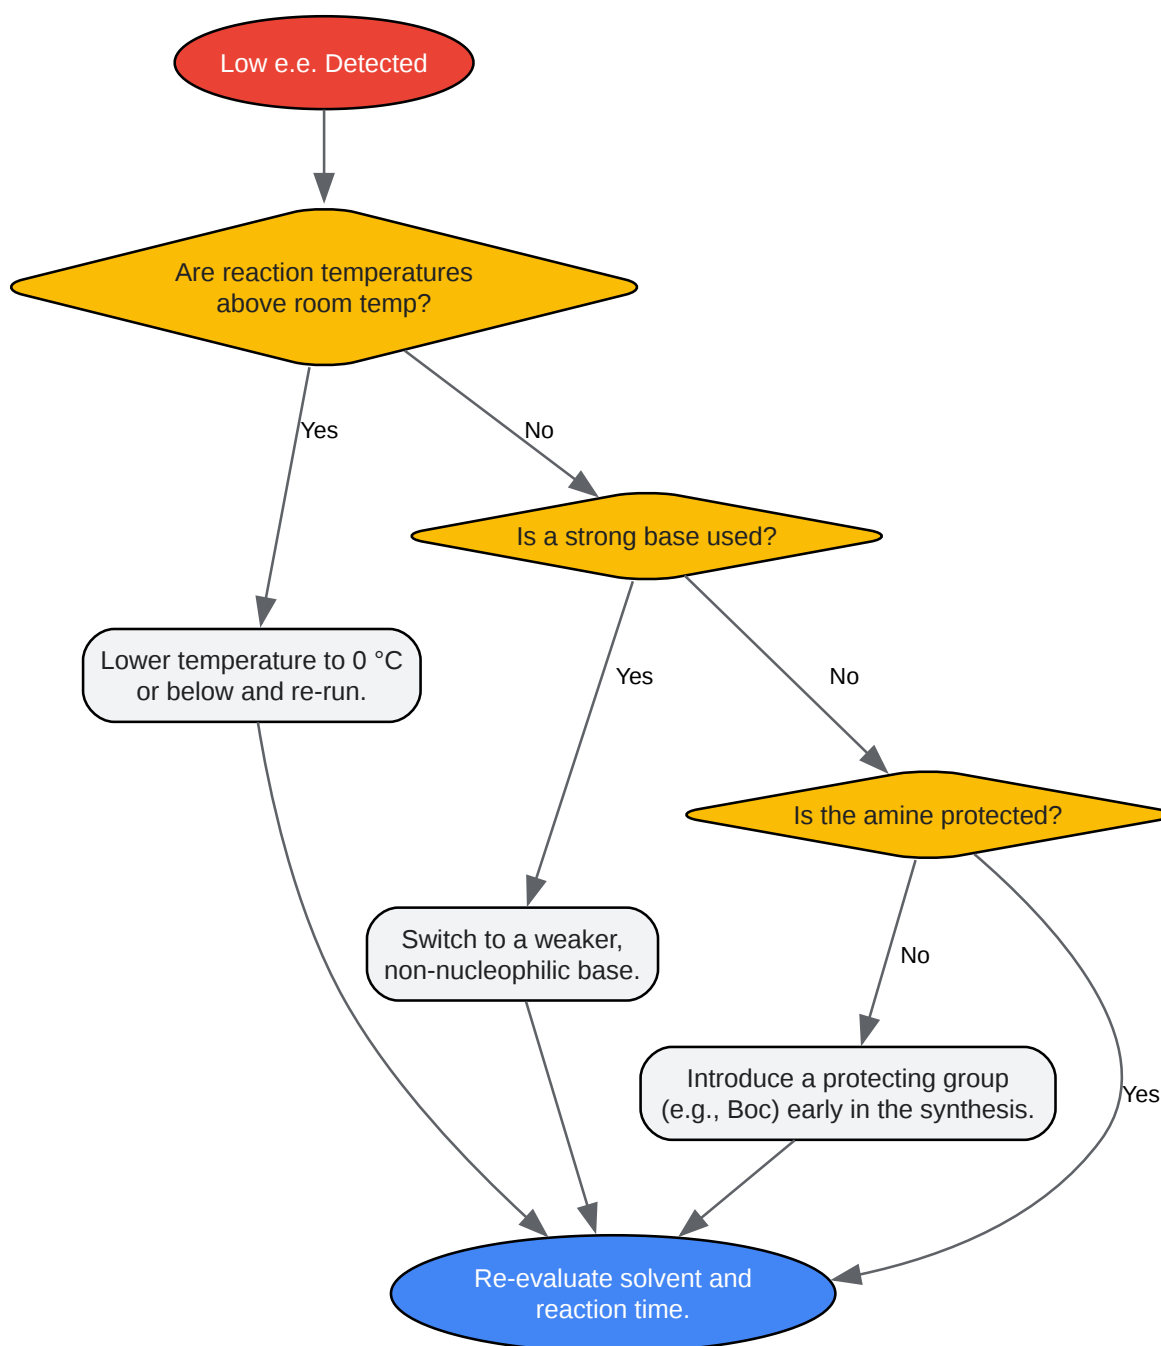 Low e.e. Detected
Are reaction temperatures
above room temp?
Yes
No
Is a strong base used?
Lower temperature to 0 °C
or below and re-run.
Yes
No
Is the amine protected?
Switch to a weaker,
non-nucleophilic base.
No
Introduce a protecting group
(e.g., Boc) early in the synthesis.
Yes
Re-evaluate solvent and
reaction time.